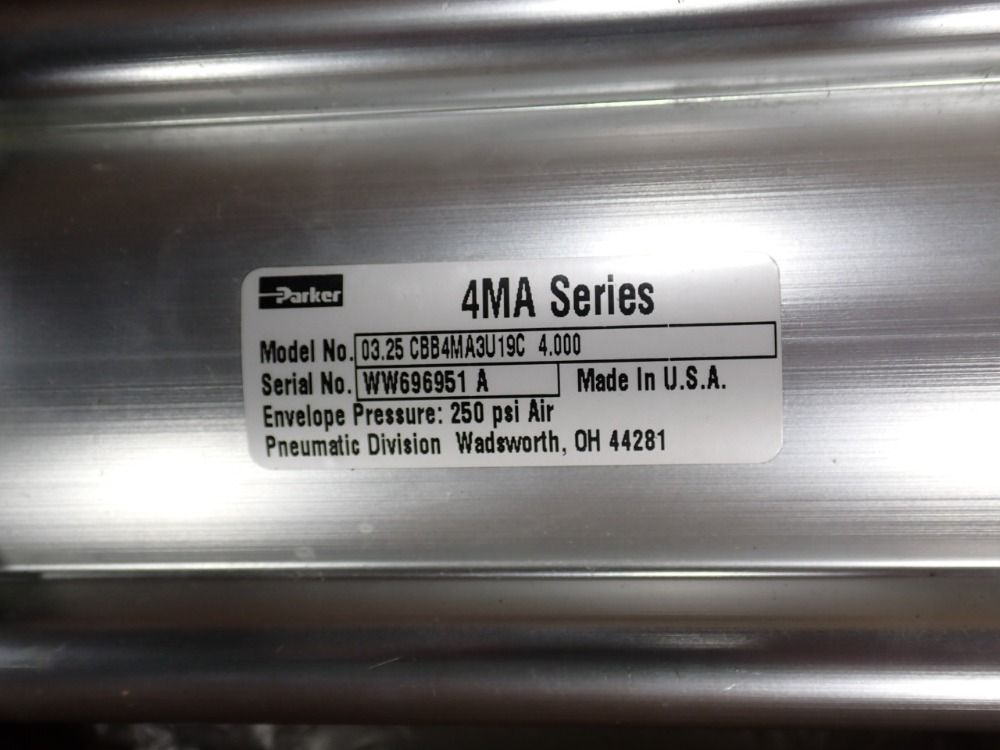 Parker
4MA Series
Model No. 03.25 CBB4MA3U19C 4.000
Serial No. WW696951 A Made In U.S.A.
Envelope Pressure: 250 psi Air
Pneumatic Division Wadsworth, OH 44281